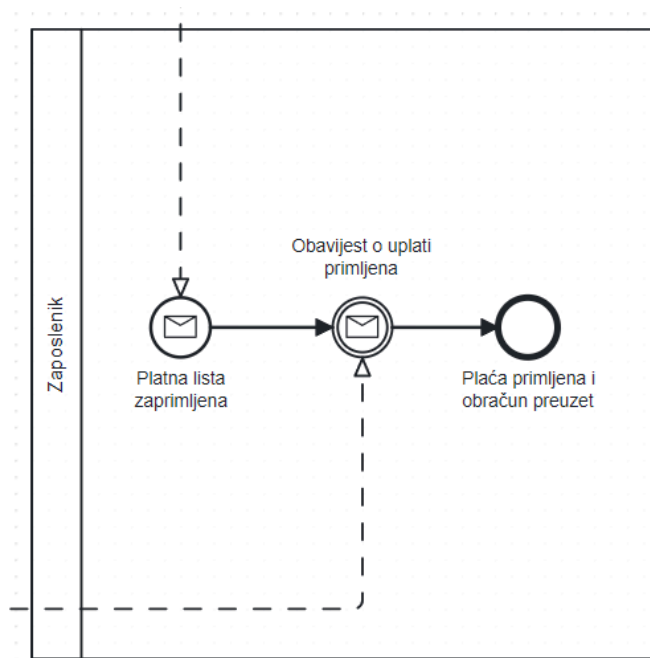 Zaposlenik
Obavijest o uplati
primljena
Platna lista
zaprimljena
Plaća primljena i
obračun preuzet